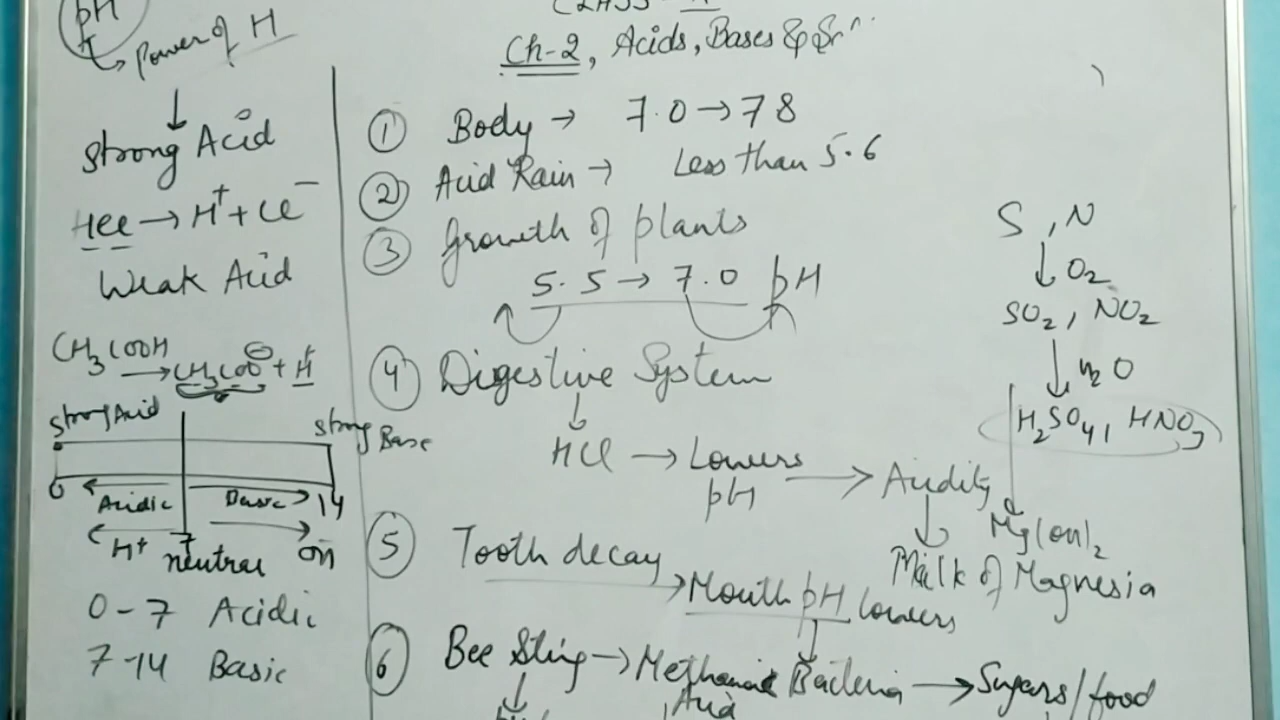 pH
Power of H
Strong Acid
HCl → H⁺ + Cl⁻
Weak Acid
CH₃COOH
→ CH₃COO⊖ + H⁺
Strong Acid
Strong Base
0 Acidic Basic 14
H⁺ 7 OH
neutral
0-7 Acidic
7-14 Basic
Ch-2, Acids, Bases &
① Body → 7.0 → 78
② Acid Rain → Less than 5.6
③ Growth of plants
5.5 → 7.0 pH
④ Digestive System
HCl → Lowers pH → Acidity
Milk of Magnesia
⑤ Tooth decay
→ Mouth pH lowers
⑥ Bee Sting → Methanoic Acid
Bacteria → Sugars/food
S, N
↓ O₂
SO₂, NO₂
↓ H₂O
H₂SO₄, HNO₃
Mg(OH)₂